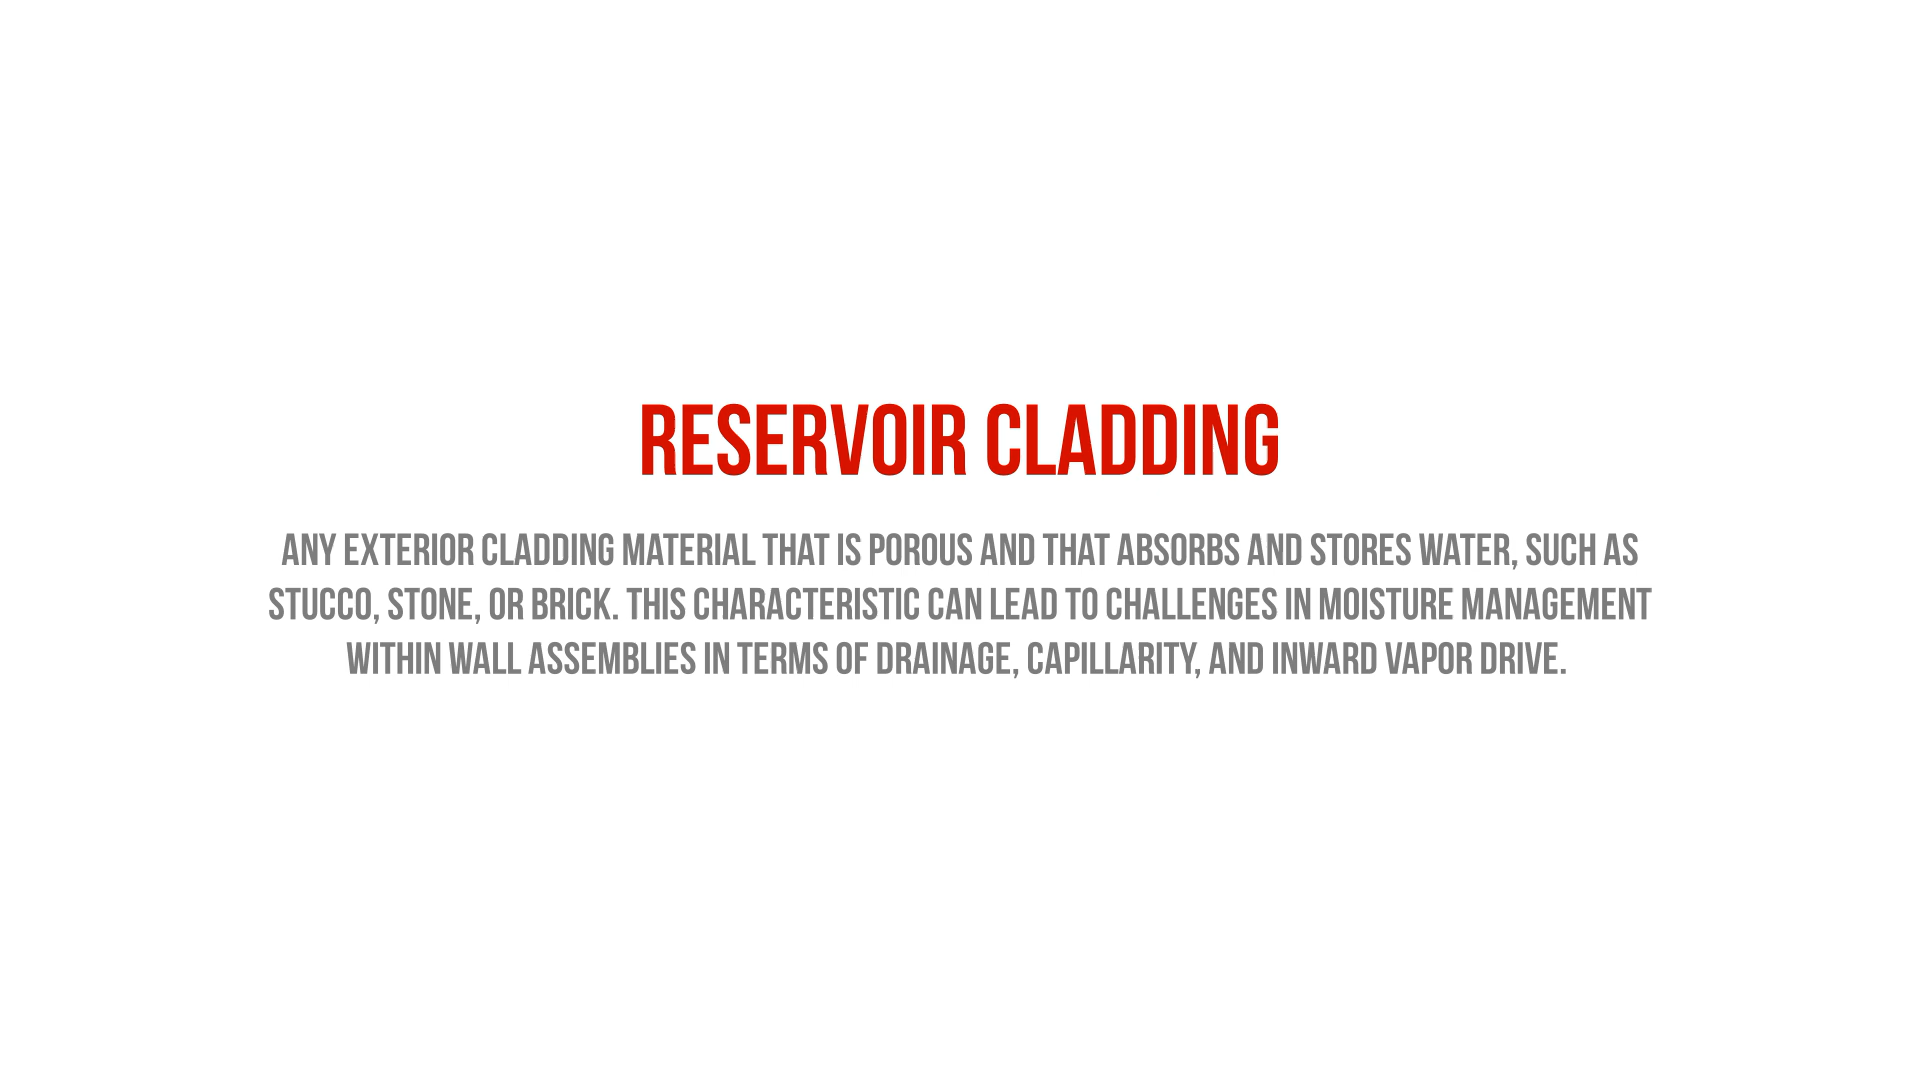 RESERVOIR CLADDING
ANY EXTERIOR CLADDING MATERIAL THAT IS POROUS AND THAT ABSORBS AND STORES WATER, SUCH AS
STUCCO, STONE, OR BRICK. THIS CHARACTERISTIC CAN LEAD TO CHALLENGES IN MOISTURE MANAGEMENT
WITHIN WALL ASSEMBLIES IN TERMS OF DRAINAGE, CAPILLARITY, AND INWARD VAPOR DRIVE.